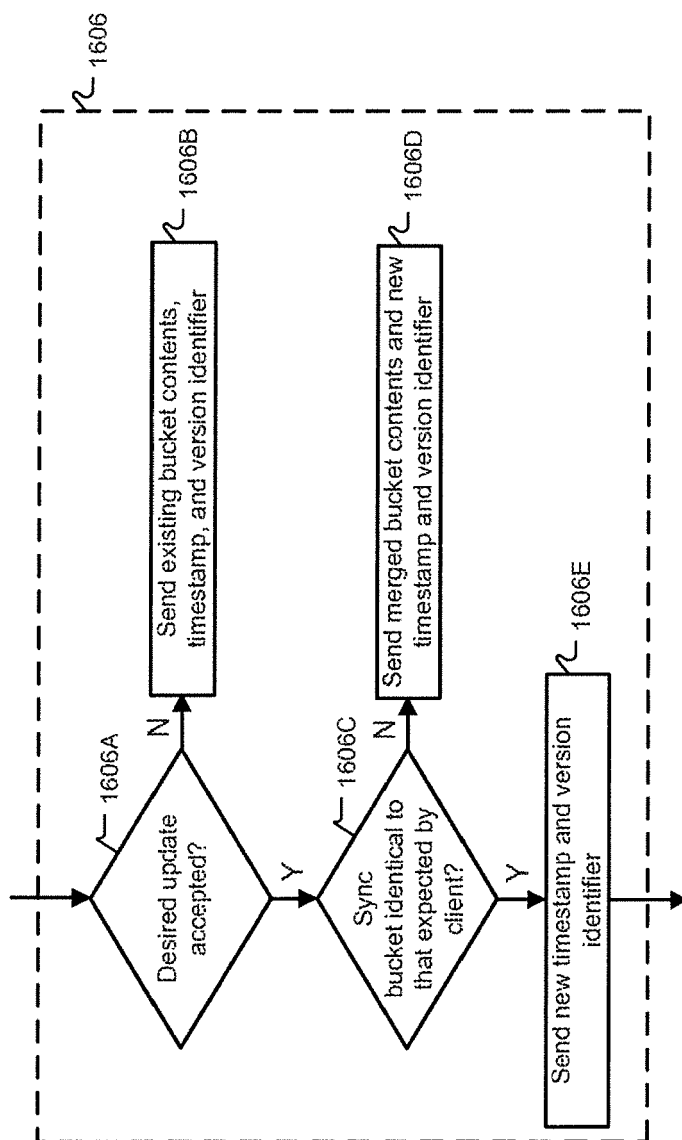 1606
1606A
Desired update
accepted?
N
1606B
Send existing bucket contents,
timestamp, and version identifier
Y
1606C
Sync
bucket identical to
that expected by
client?
N
1606D
Send merged bucket contents and new
timestamp and version identifier
Y
1606E
Send new timestamp and version
identifier